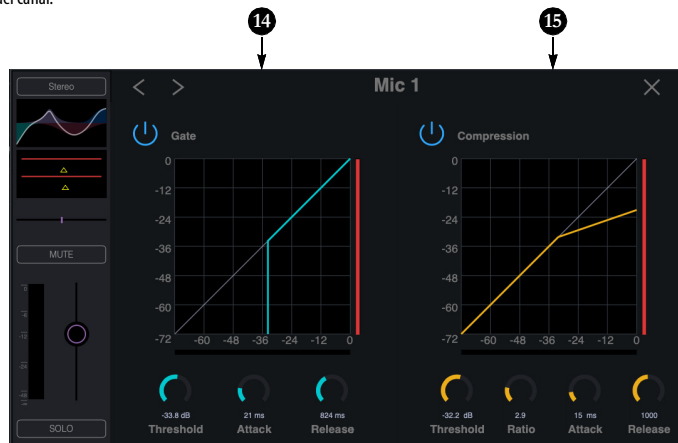 del canal.
14 15
Stereo
Mic 1
Gate
Compression
0
-12
-24
-36
-48
-60
-72 -60 -48 -36 -24 -12 0
0
-12
-24
-36
-48
-60
-72 -60 -48 -36 -24 -12 0
MUTE
SOLO
-33.8 dB 21 ms 824 ms
Threshold Attack Release
-32.2 dB 2.9 15 ms 1000
Threshold Ratio Attack Release